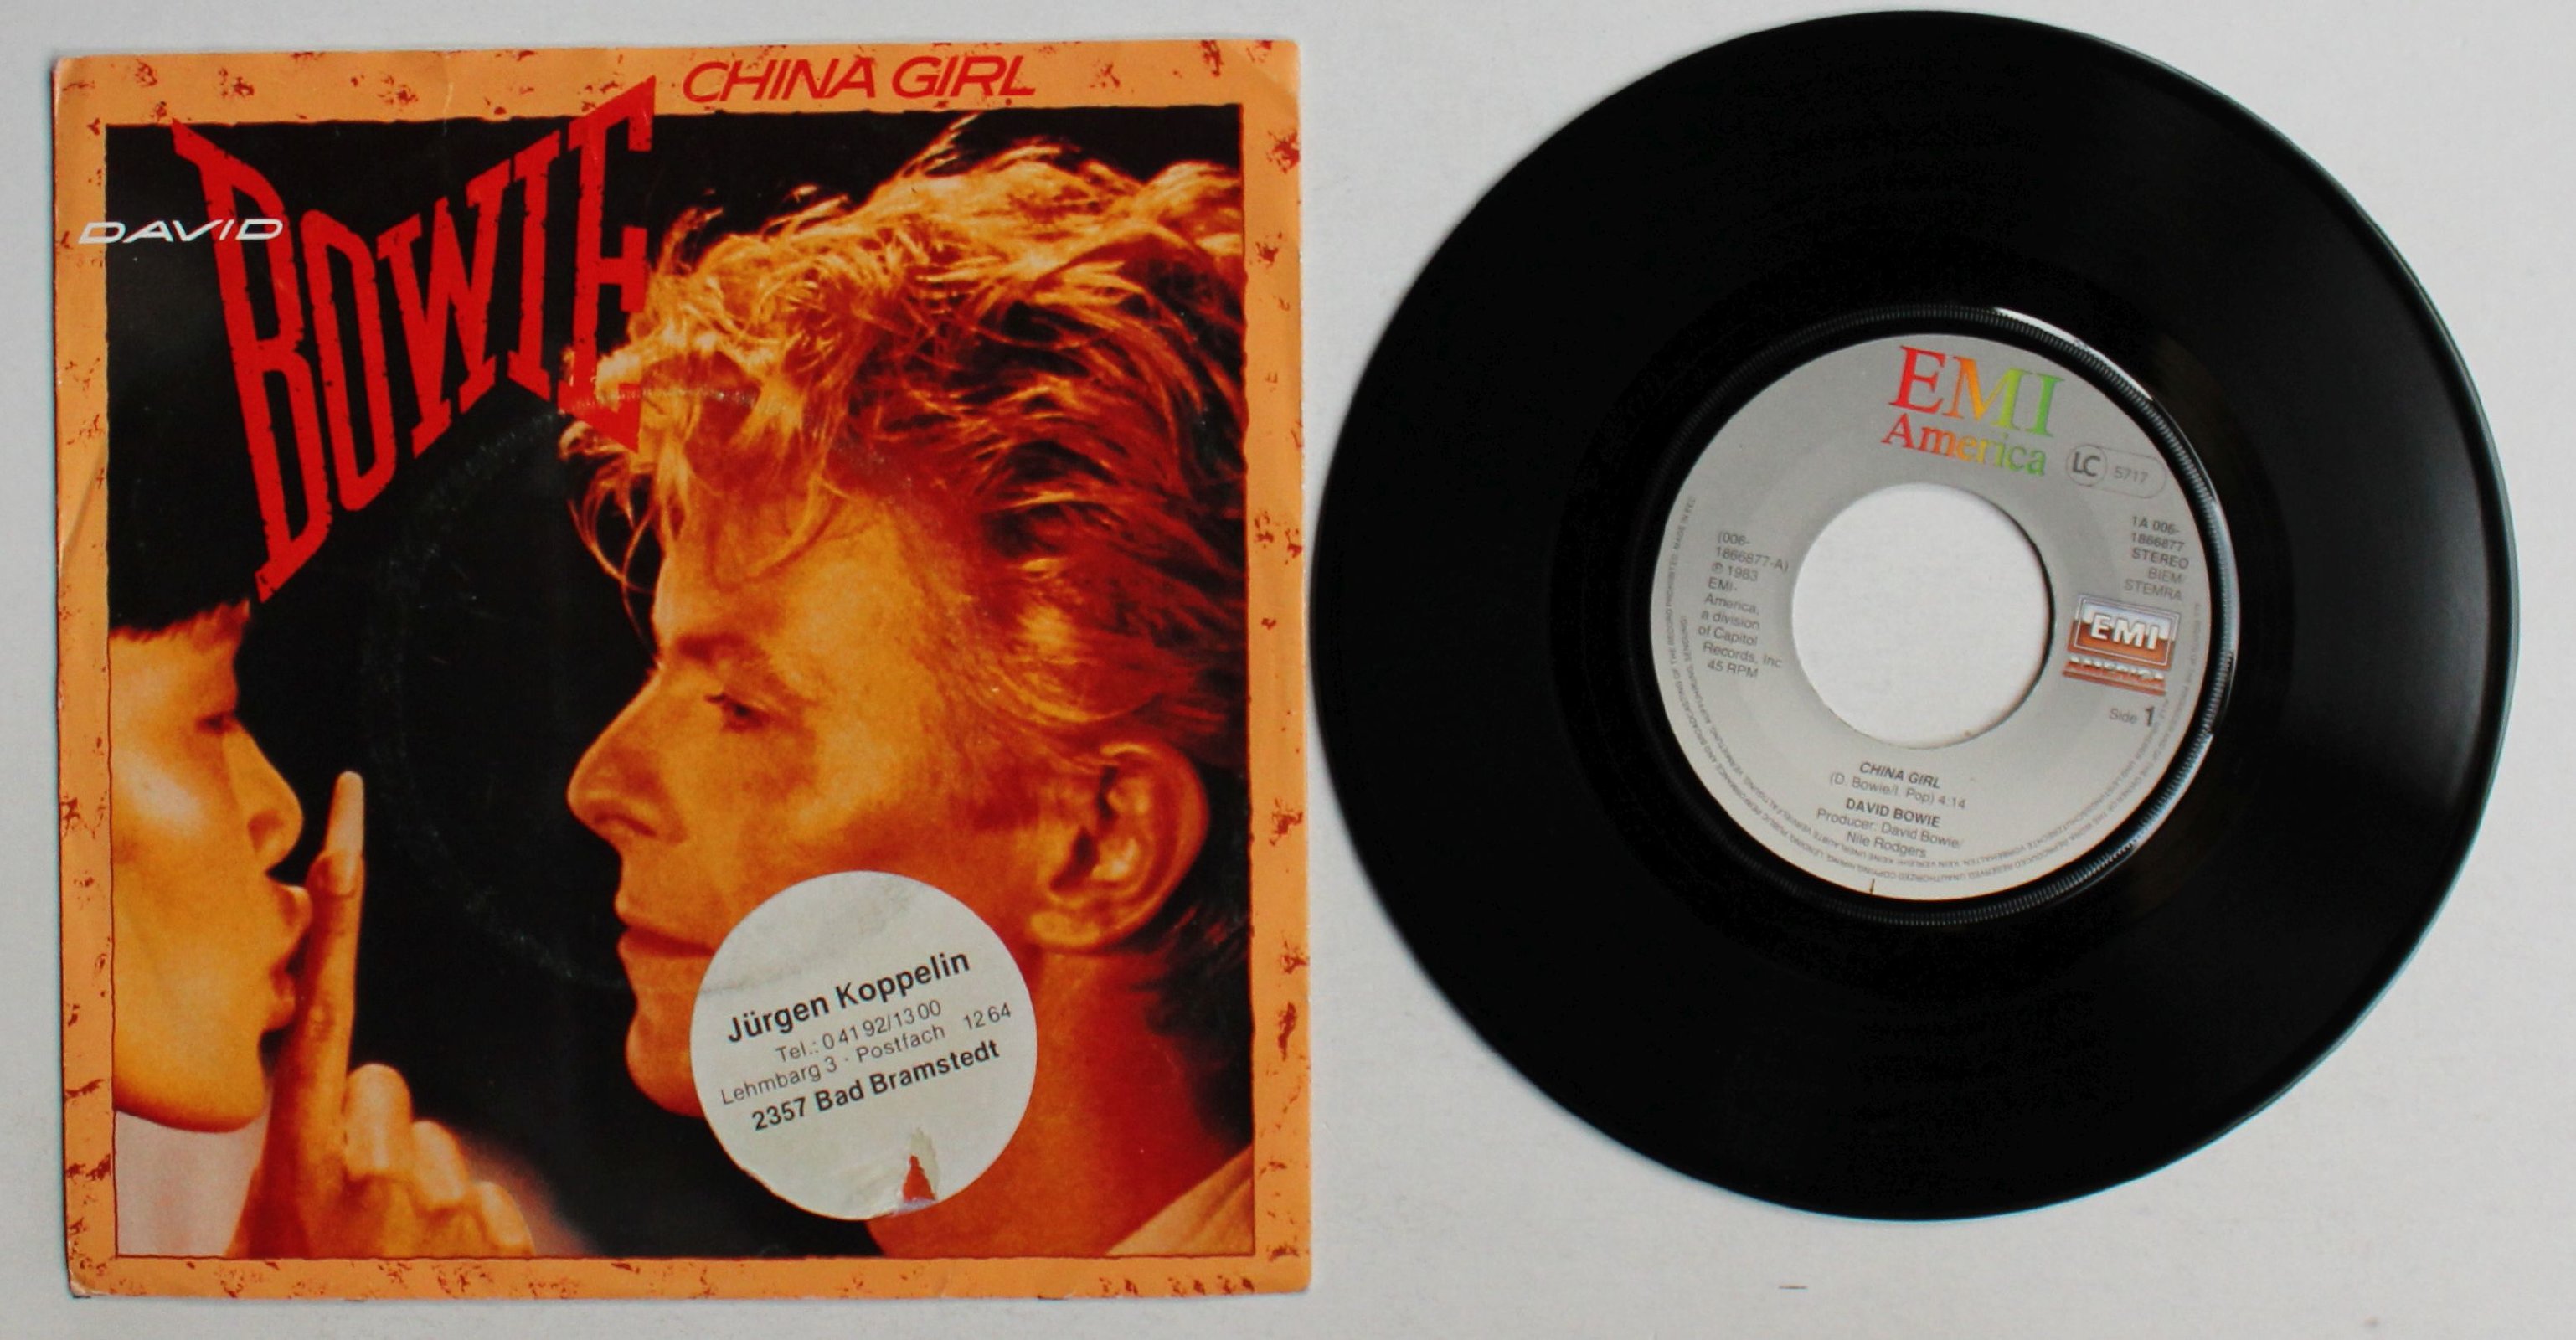 CHINA GIRL
DAVID
BOWIE
Jürgen Koppelin
Tel.: 0 41 92/13 00
Lehmbarg 3 · Postfach 12 64
2357 Bad Bramstedt
EMI
America
LC 5717
1A 006-
1866877
STEREO
BIEM/
STEMRA
EMI
AMERICA
Side 1
(006-
1866877-A)
℗ 1983
EMI-
America,
a division
of Capitol
Records, Inc
45 RPM
CHINA GIRL
(D. Bowie/I. Pop) 4:14
DAVID BOWIE
Producer: David Bowie/
Nile Rodgers